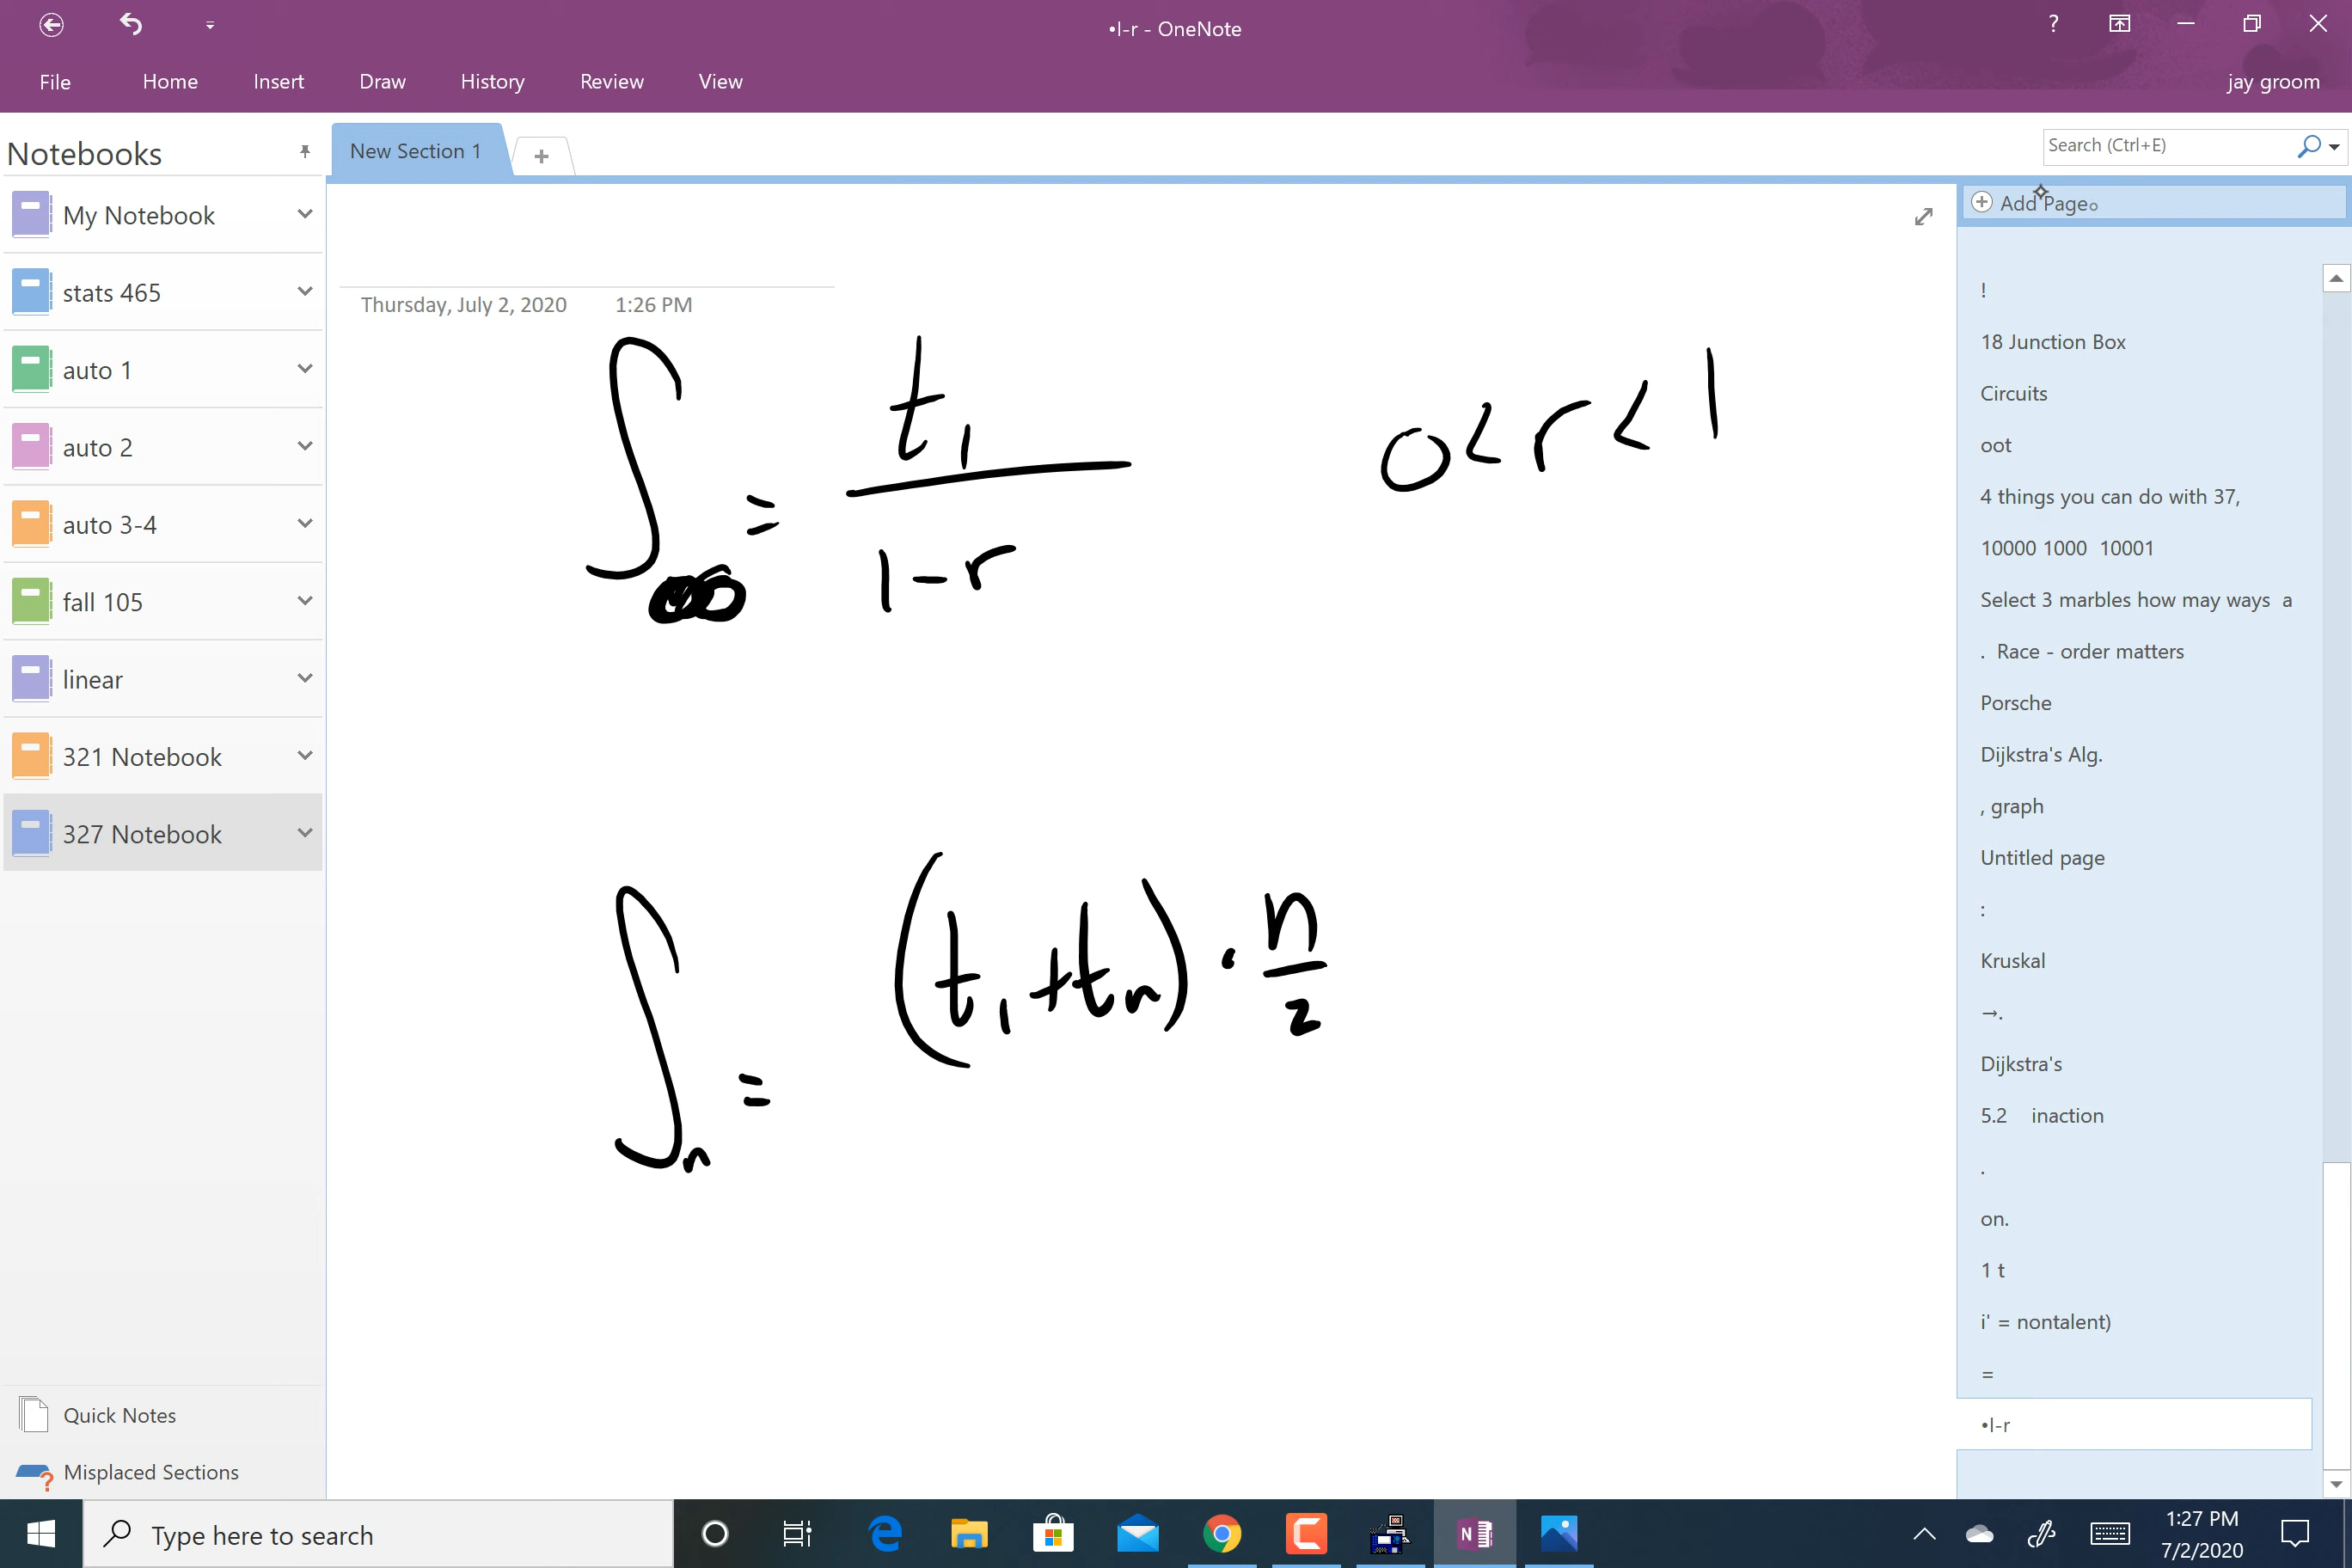 •I-r - OneNote
?
File Home Insert Draw History Review View
jay groom
Notebooks
New Section 1
+
Search (Ctrl+E)
My Notebook
stats 465
auto 1
auto 2
auto 3-4
fall 105
linear
321 Notebook
327 Notebook
Quick Notes
Misplaced Sections
Thursday, July 2, 2020 1:26 PM
S∞ = t₁ / (1-r) 0<r<1
Sₙ = (t₁+tₙ)·n/2
Add Page
!
18 Junction Box
Circuits
oot
4 things you can do with 37,
10000 1000 10001
Select 3 marbles how may ways a
. Race - order matters
Porsche
Dijkstra's Alg.
, graph
Untitled page
:
Kruskal
→.
Dijkstra's
5.2 inaction
.
on.
1 t
i' = nontalent)
=
•I-r
Type here to search
1:27 PM
7/2/2020